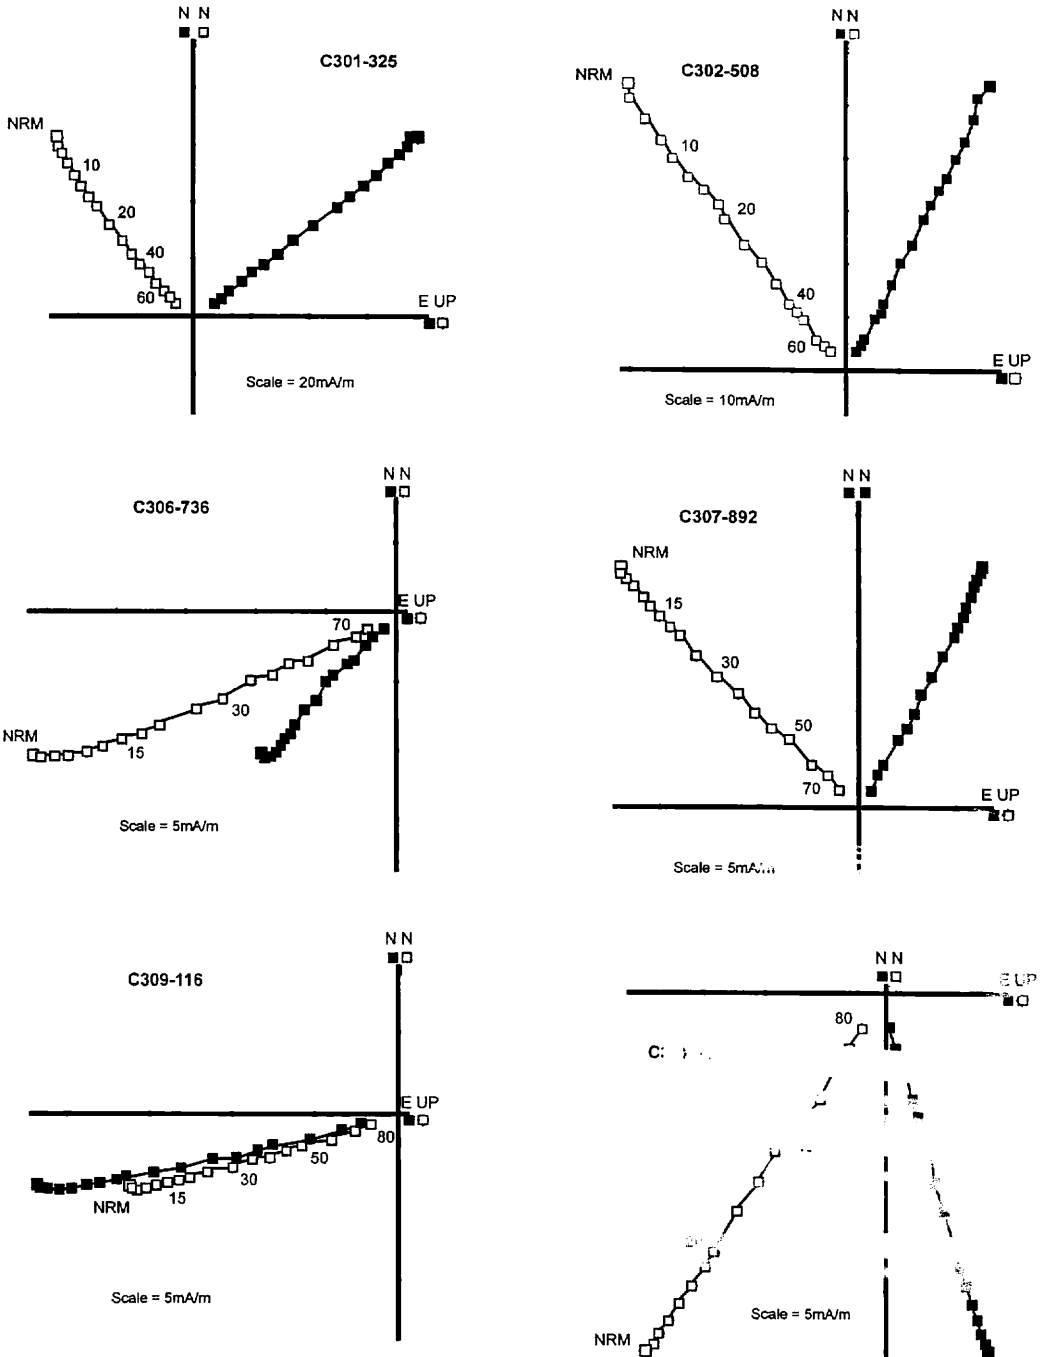 N N
C301-325
NRM
10
20
40
60
E UP
Scale = 20mA/m
N N
C302-508
NRM
10
20
40
60
E UP
Scale = 10mA/m
N N
C306-736
E UP
70
30
NRM
15
Scale = 5mA/m
N N
C307-892
NRM
15
30
50
70
E UP
Scale =
N N
C309-116
E UP
80
50
30
15
NRM
Scale = 5mA/m
N N
E UP
80
Scale = 5mA/m
NRM